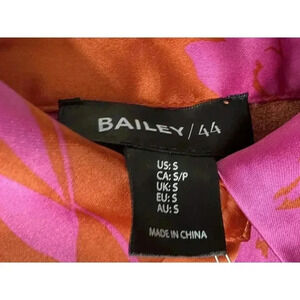 BAILEY / 44
US: S
CA: S/P
UK: S
EU: S
AU: S
MADE IN CHINA